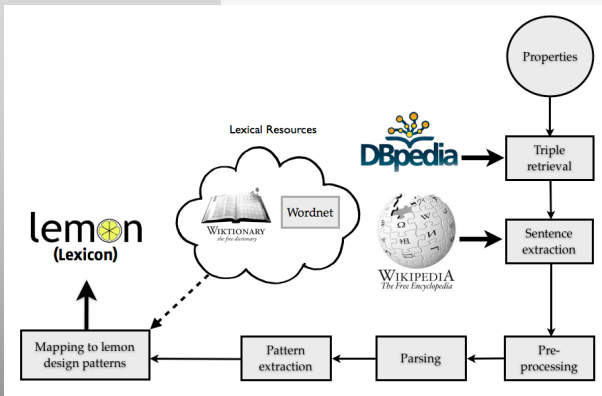 Properties
Lexical Resources
DBpedia
Triple
retrieval
Wordnet
WIKTIONARY
the free dictionary
lemon
(Lexicon)
WIKIPEDIA
The Free Encyclopedia
Sentence
extraction
Mapping to lemon
design patterns
Pattern
extraction
Parsing
Pre-
processing